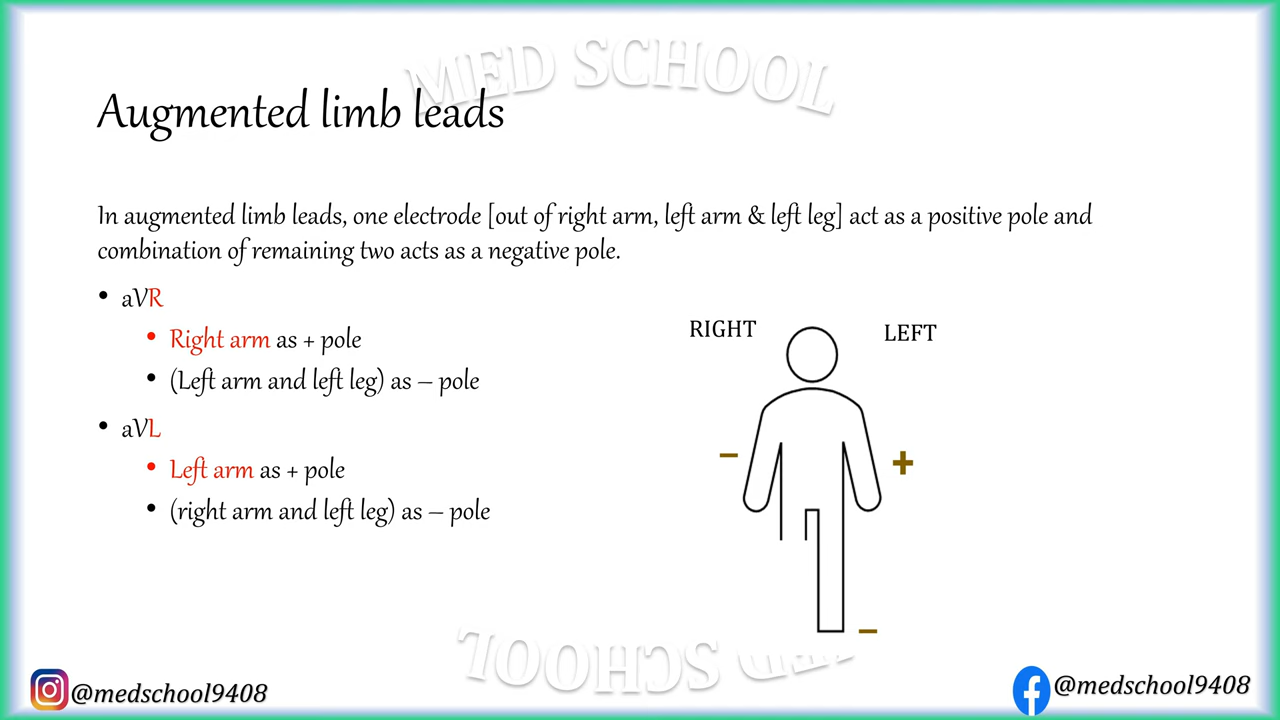 MED SCHOOL
Augmented limb leads
In augmented limb leads, one electrode [out of right arm, left arm & left leg] act as a positive pole and
combination of remaining two acts as a negative pole.
• aVR
• Right arm as + pole
• (Left arm and left leg) as – pole
• aVL
• Left arm as + pole
• (right arm and left leg) as – pole
RIGHT
LEFT
–
+
–
MED SCHOOL
@medschool9408
@medschool9408